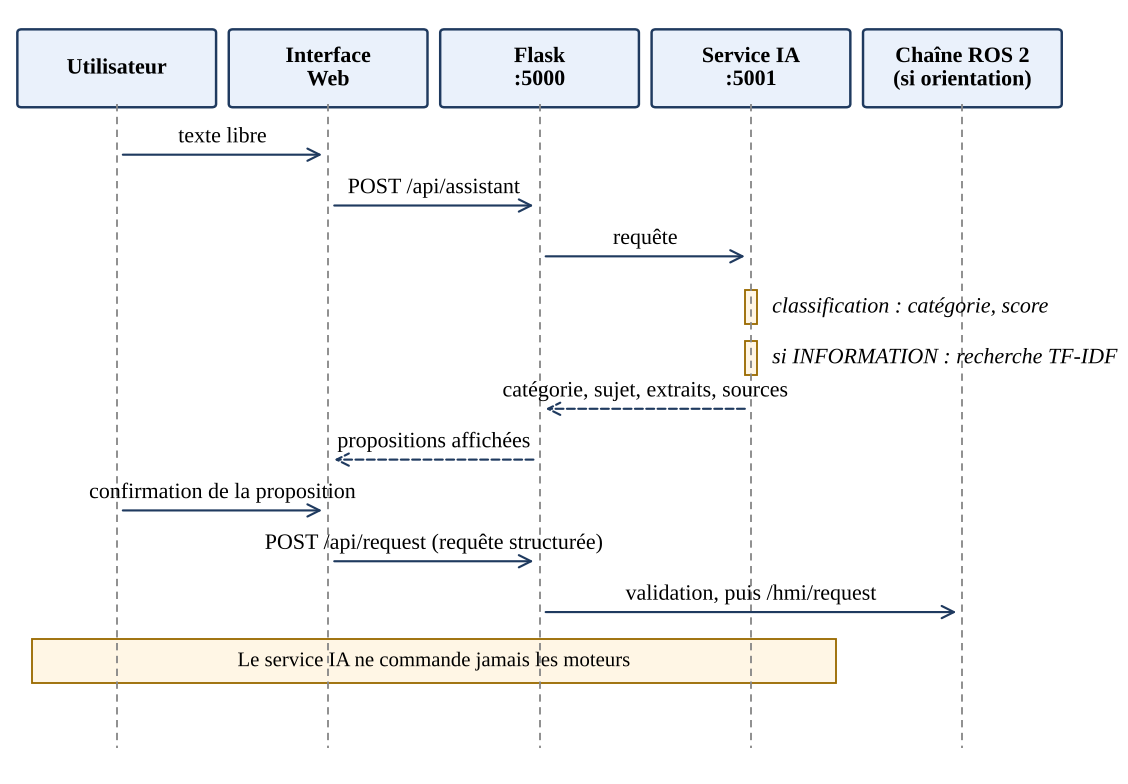 Utilisateur
Interface
Web
Flask
:5000
Service IA
:5001
Chaîne ROS 2
(si orientation)
texte libre
POST /api/assistant
requête
classification : catégorie, score
si INFORMATION : recherche TF-IDF
catégorie, sujet, extraits, sources
propositions affichées
confirmation de la proposition
POST /api/request (requête structurée)
validation, puis /hmi/request
Le service IA ne commande jamais les moteurs